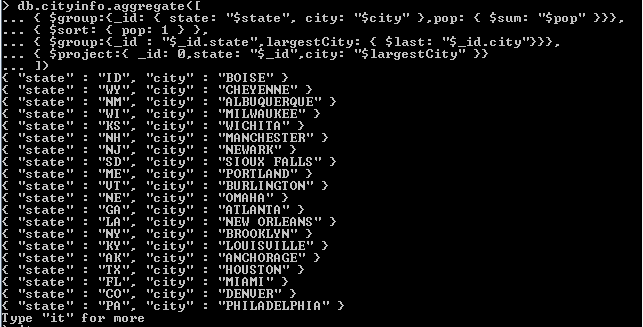 > db.cityinfo.aggregate([
... { $group:{_id: { state: "$state", city: "$city" },pop: { $sum: "$pop" }}},
... { $sort: { pop: 1 } },
... { $group:{_id : "$_id.state",largestCity: { $last: "$_id.city"}}},
... { $project:{ _id: 0,state: "$_id",city: "$largestCity" }}
... ])
{ "state" : "ID", "city" : "BOISE" }
{ "state" : "WY", "city" : "CHEYENNE" }
{ "state" : "NM", "city" : "ALBUQUERQUE" }
{ "state" : "WI", "city" : "MILWAUKEE" }
{ "state" : "KS", "city" : "WICHITA" }
{ "state" : "NH", "city" : "MANCHESTER" }
{ "state" : "NJ", "city" : "NEWARK" }
{ "state" : "SD", "city" : "SIOUX FALLS" }
{ "state" : "ME", "city" : "PORTLAND" }
{ "state" : "VT", "city" : "BURLINGTON" }
{ "state" : "NE", "city" : "OMAHA" }
{ "state" : "GA", "city" : "ATLANTA" }
{ "state" : "LA", "city" : "NEW ORLEANS" }
{ "state" : "NY", "city" : "BROOKLYN" }
{ "state" : "KY", "city" : "LOUISVILLE" }
{ "state" : "AK", "city" : "ANCHORAGE" }
{ "state" : "TX", "city" : "HOUSTON" }
{ "state" : "FL", "city" : "MIAMI" }
{ "state" : "CO", "city" : "DENVER" }
{ "state" : "PA", "city" : "PHILADELPHIA" }
Type "it" for more